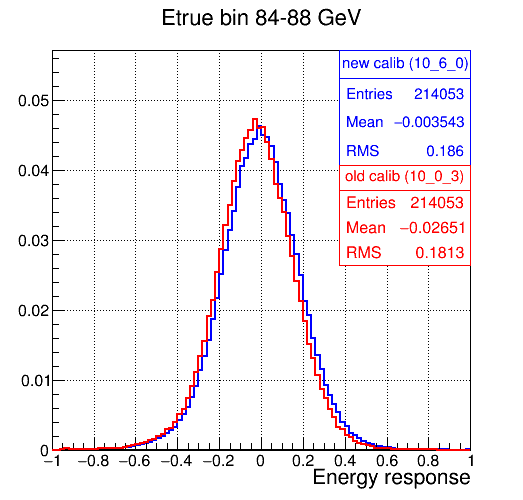 Etrue bin 84-88 GeV
new calib (10_6_0)
Entries 214053
Mean −0.003543
RMS 0.186
old calib (10_0_3)
Entries 214053
Mean −0.02651
RMS 0.1813
0.05
0.04
0.03
0.02
0.01
0
−1 −0.8 −0.6 −0.4 −0.2 0 0.2 0.4 0.6 0.8 1
Energy response